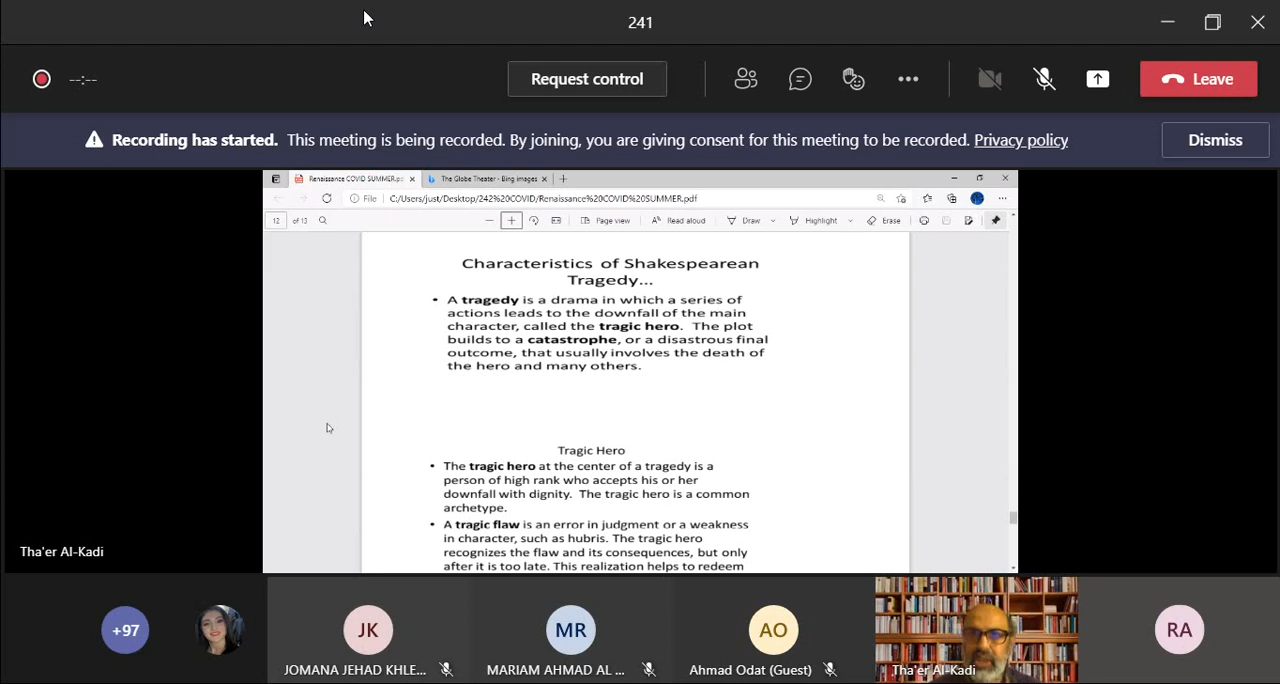 241
--:--
Request control
Leave
Recording has started. This meeting is being recorded. By joining, you are giving consent for this meeting to be recorded. Privacy policy
Dismiss
Renaissance COVID SUMMER.p
The Globe Theater - Bing images
File
C:/Users/just/Desktop/242%20COVID/Renaissance%20COVID%20SUMMER.pdf
12 of 13
Page view
Read aloud
Draw
Highlight
Erase
Characteristics of Shakespearean
Tragedy...
• A tragedy is a drama in which a series of
actions leads to the downfall of the main
character, called the tragic hero. The plot
builds to a catastrophe, or a disastrous final
outcome, that usually involves the death of
the hero and many others.
Tragic Hero
• The tragic hero at the center of a tragedy is a
person of high rank who accepts his or her
downfall with dignity. The tragic hero is a common
archetype.
• A tragic flaw is an error in judgment or a weakness
in character, such as hubris. The tragic hero
recognizes the flaw and its consequences, but only
after it is too late. This realization helps to redeem
Tha'er Al-Kadi
+97
JK
JOMANA JEHAD KHLE...
MR
MARIAM AHMAD AL ...
AO
Ahmad Odat (Guest)
Tha'er Al-Kadi
RA